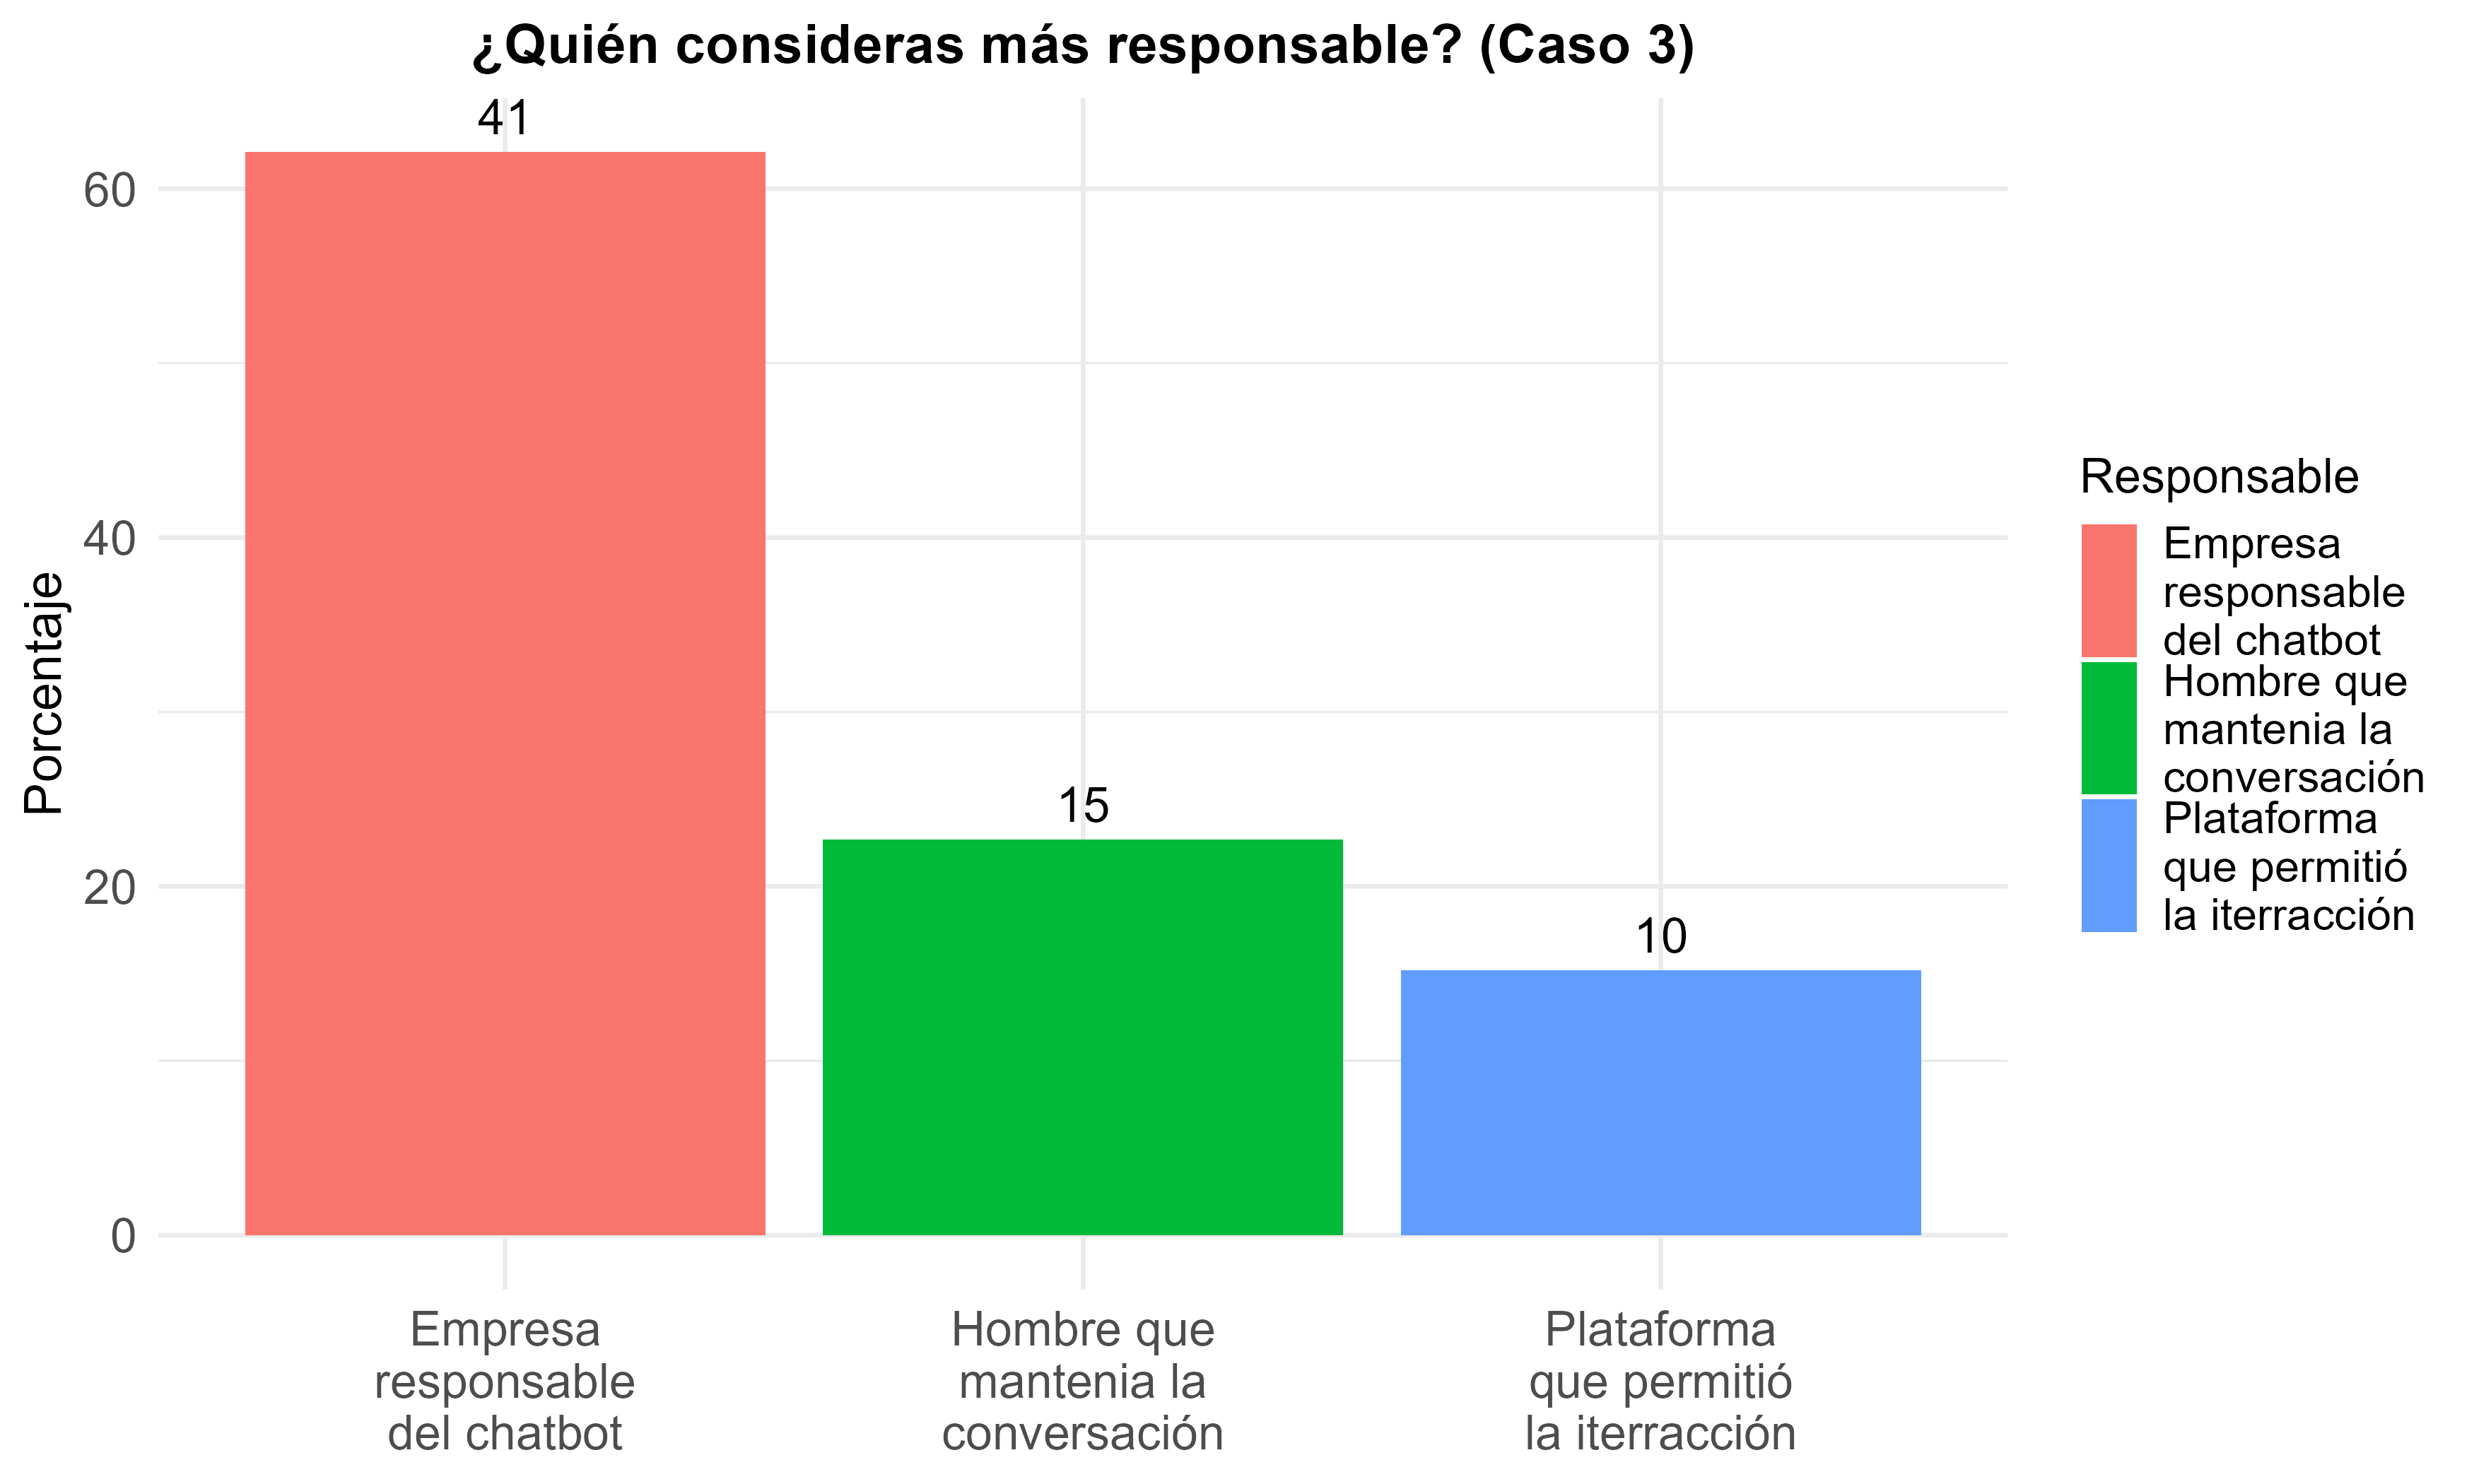 ¿Quién consideras más responsable? (Caso 3)
41
60
15
40
10
20
0
Porcentaje
Empresa
responsable
del chatbot
Hombre que
mantenia la
conversación
Plataforma
que permitió
la iterracción
Responsable
Empresa
responsable
del chatbot
Hombre que
mantenia la
conversación
Plataforma
que permitió
la iterracción